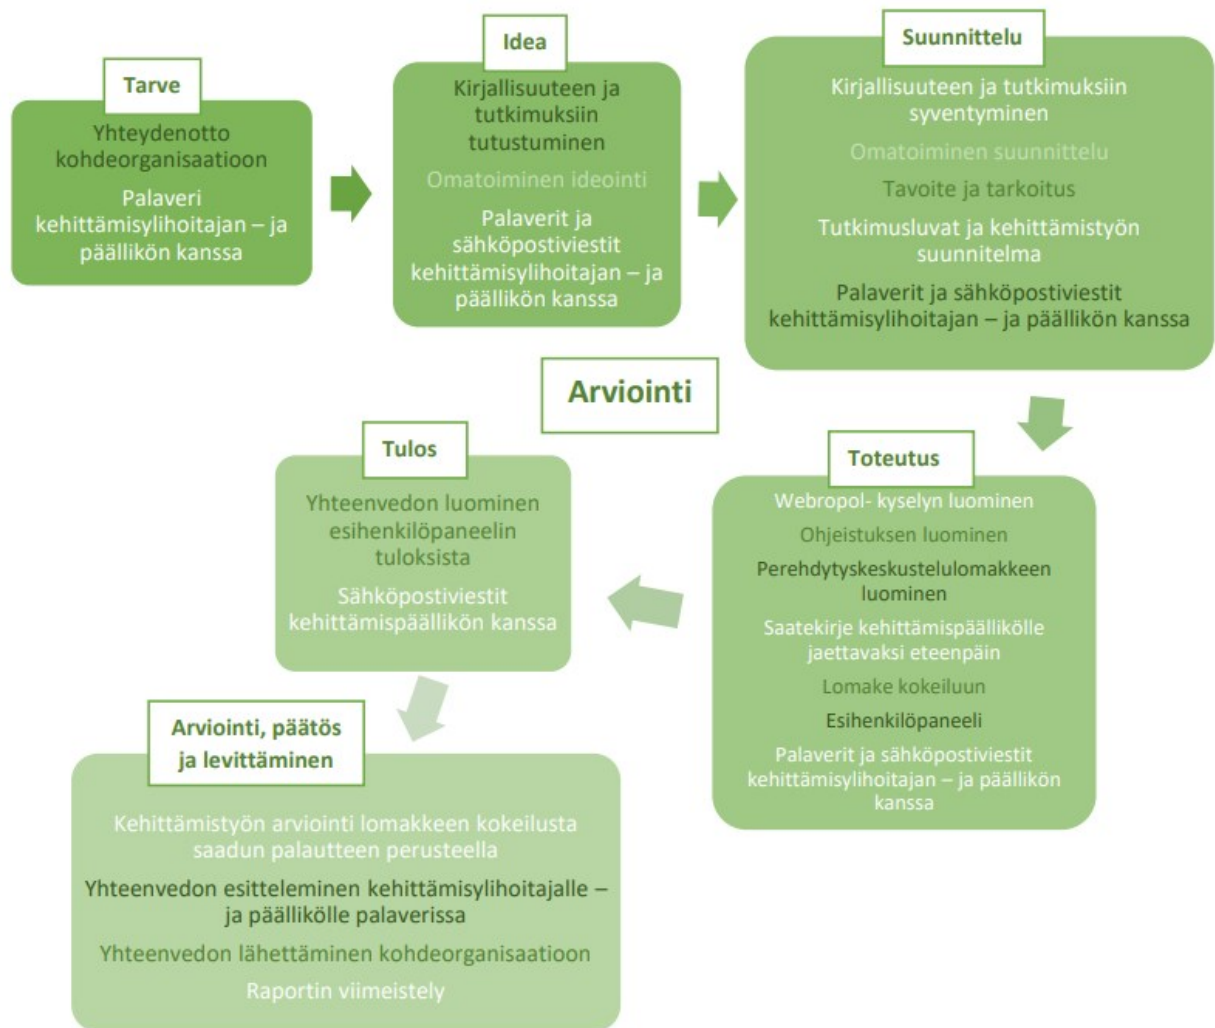 Tarve
Yhteydenotto
kohdeorganisaatioon
Palaveri
kehittämisylihoitajan – ja
päällikön kanssa
Idea
Kirjallisuuteen ja
tutkimuksiin
tutustuminen
Omatoiminen ideointi
Palaverit ja
sähköpostiviestit
kehittämisylihoitajan – ja
päällikön kanssa
Suunnittelu
Kirjallisuuteen ja tutkimuksiin
syventyminen
Omatoiminen suunnittelu
Tavoite ja tarkoitus
Tutkimusluvat ja kehittämistyön
suunnitelma
Palaverit ja sähköpostiviestit
kehittämisylihoitajan – ja päällikön kanssa
Arviointi
Toteutus
Webropol- kyselyn luominen
Ohjeistuksen luominen
Perehdytyskeskustelulomakkeen
luominen
Saatekirje kehittämispäällikölle
jaettavaksi eteenpäin
Lomake kokeiluun
Esihenkilöpaneeli
Palaverit ja sähköpostiviestit
kehittämisylihoitajan – ja päällikön
kanssa
Tulos
Yhteenvedon luominen
esihenkilöpaneelin
tuloksista
Sähköpostiviestit
kehittämispäällikön kanssa
Arviointi, päätös
ja levittäminen
Kehittämistyön arviointi lomakkeen kokeilusta
saadun palautteen perusteella
Yhteenvedon esitteleminen kehittämisylihoitajalle –
ja päällikölle palaverissa
Yhteenvedon lähettäminen kohdeorganisaatioon
Raportin viimeistely